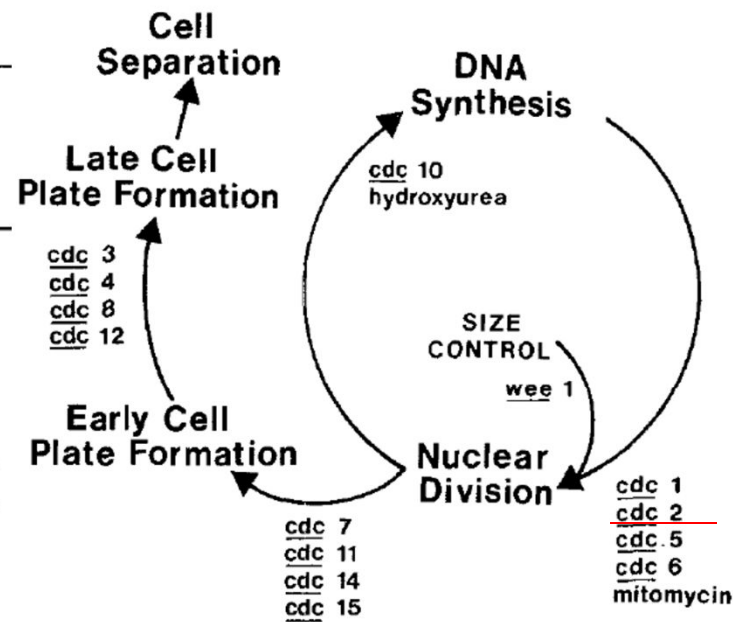 Cell
Separation
DNA
Synthesis
Late Cell
Plate Formation
cdc 10
hydroxyurea
cdc 3
cdc 4
cdc 8
cdc 12
SIZE
CONTROL
wee 1
Early Cell
Plate Formation
Nuclear
Division
cdc 1
cdc 2
cdc 5
cdc 6
mitomycin
cdc 7
cdc 11
cdc 14
cdc 15